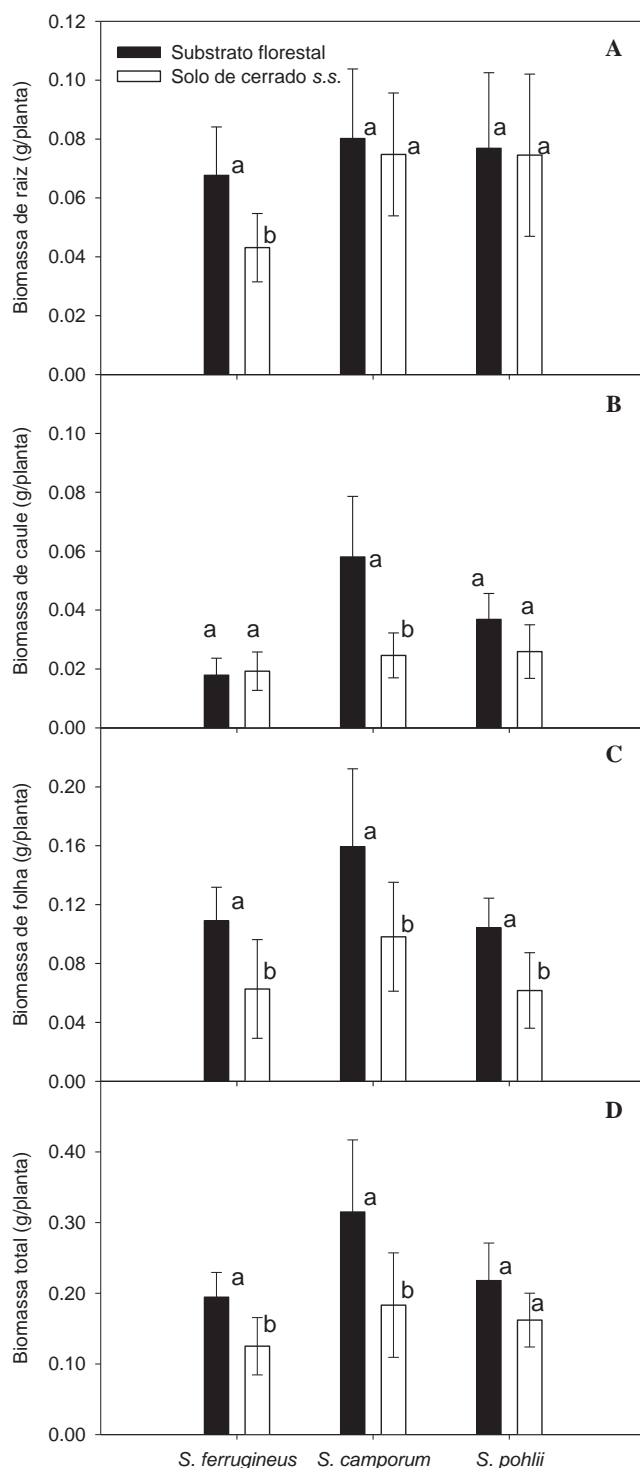 0.12
A
Substrato florestal
Solo de cerrado s.s.
0.10
0.08
0.06
0.04
0.02
0.00
Biomassa de raiz (g/planta)
a
b
a
a
a
a
B
0.10
0.08
0.06
0.04
0.02
0.00
Biomassa de caule (g/planta)
a
a
a
b
a
a
C
0.20
0.16
0.12
0.08
0.04
0.00
Biomassa de folha (g/planta)
a
b
a
b
a
b
D
0.40
0.30
0.20
0.10
0.00
Biomassa total (g/planta)
a
b
a
b
a
a
S. ferrugineus S. camporum S. pohlii